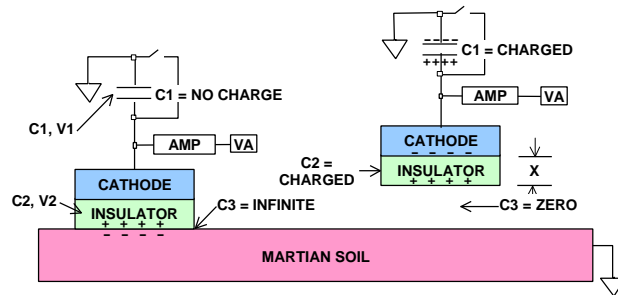 C1 = NO CHARGE
C1, V1
AMP
VA
CATHODE
C2, V2
INSULATOR
+ + + +
- - - -
C3 = INFINITE
MARTIAN SOIL
- - - -
C1 = CHARGED
++++
AMP
VA
CATHODE
- - - -
C2 =
CHARGED
INSULATOR
+ + + +
X
C3 = ZERO